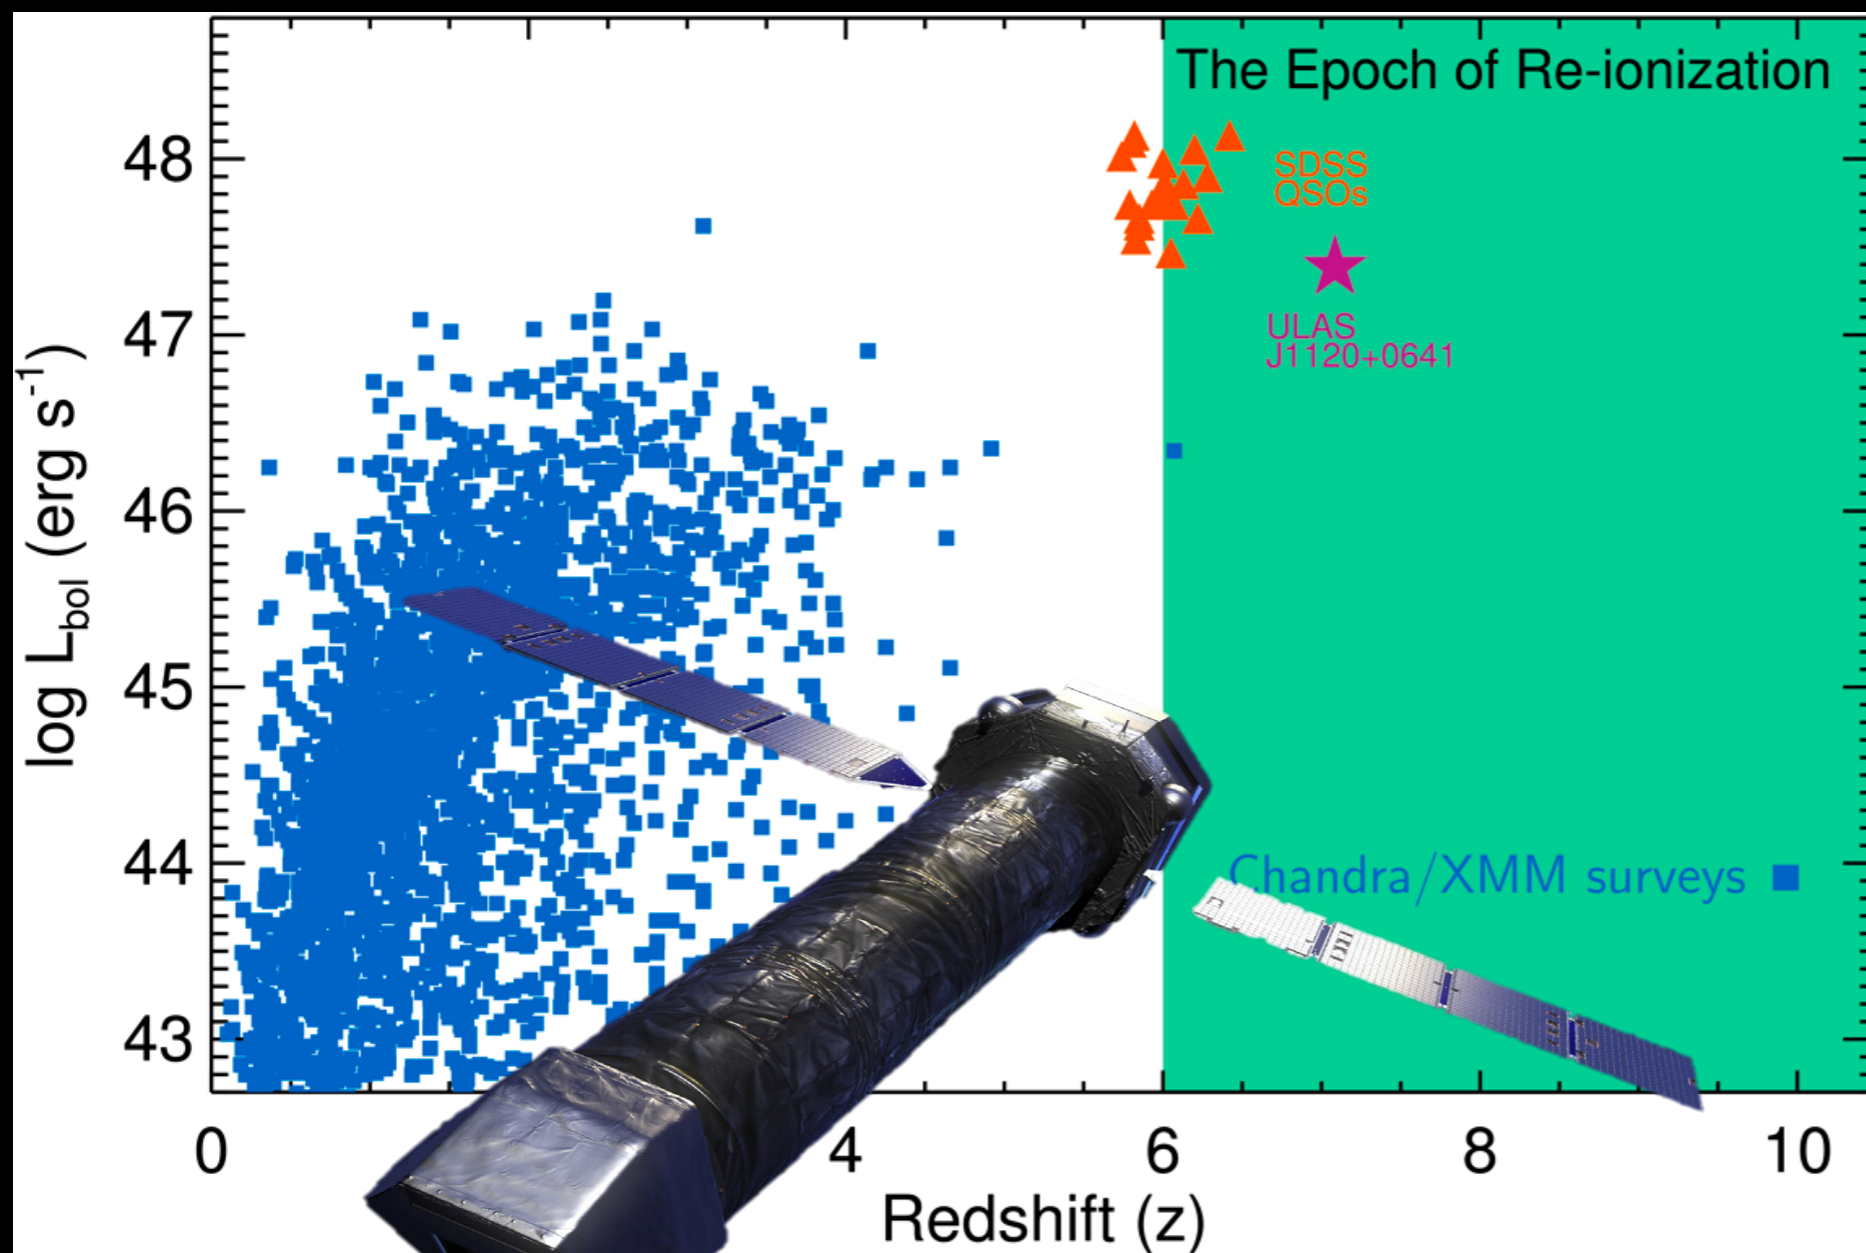 The Epoch of Re-ionization
48
SDSS
QSOs
47
ULAS
J1120+0641
46
45
44
Chandra/XMM surveys
43
log L_bol (erg s^-1)
0
4
6
8
10
Redshift (z)